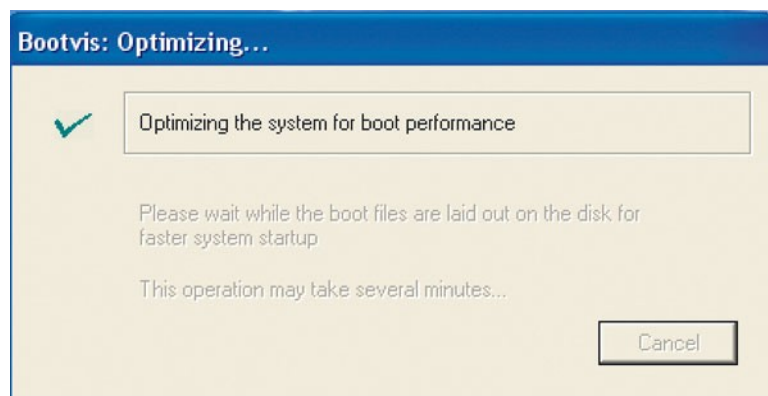 Bootvis: Optimizing...
Optimizing the system for boot performance
Please wait while the boot files are laid out on the disk for
faster system startup
This operation may take several minutes...
Cancel